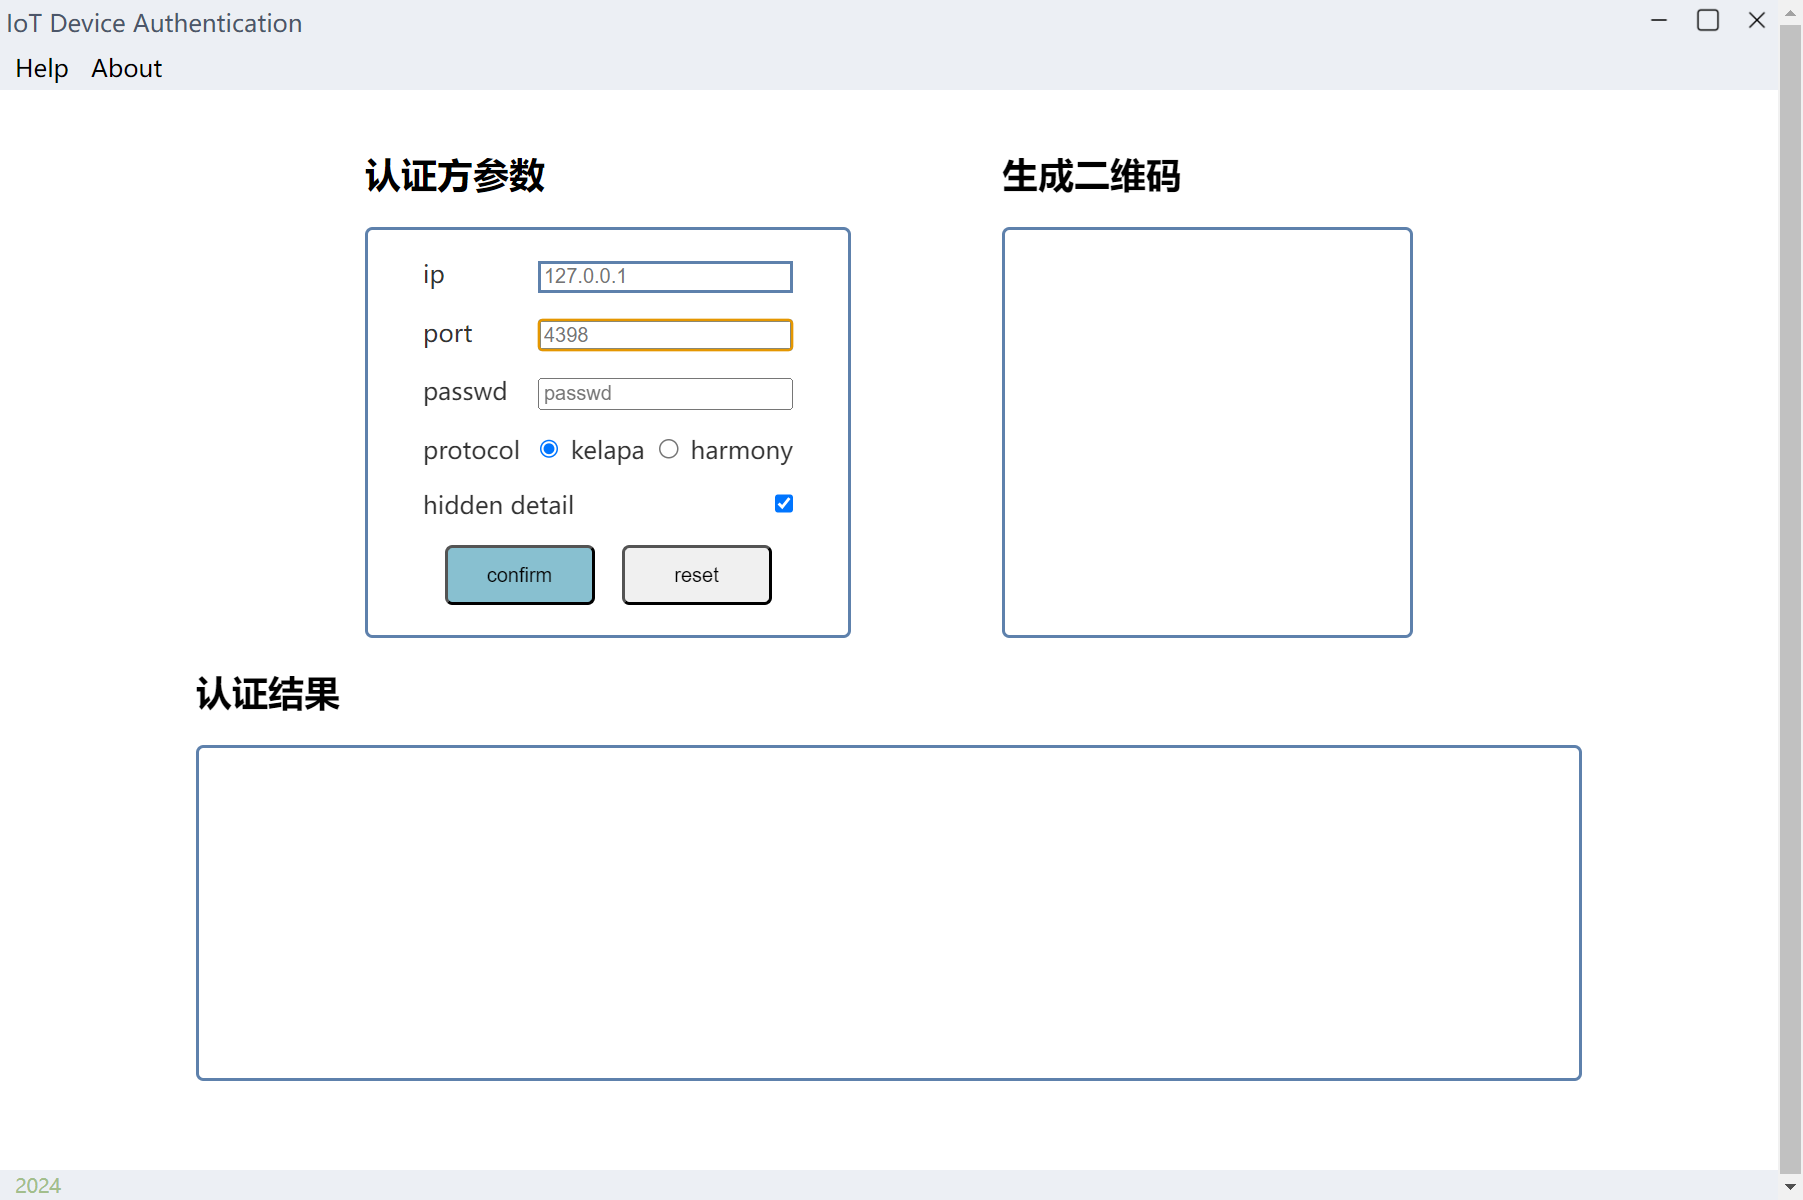 IoT Device Authentication
Help About
认证方参数
ip 127.0.0.1
port 4398
passwd passwd
protocol kelapa harmony
hidden detail
confirm reset
生成二维码
认证结果
2024